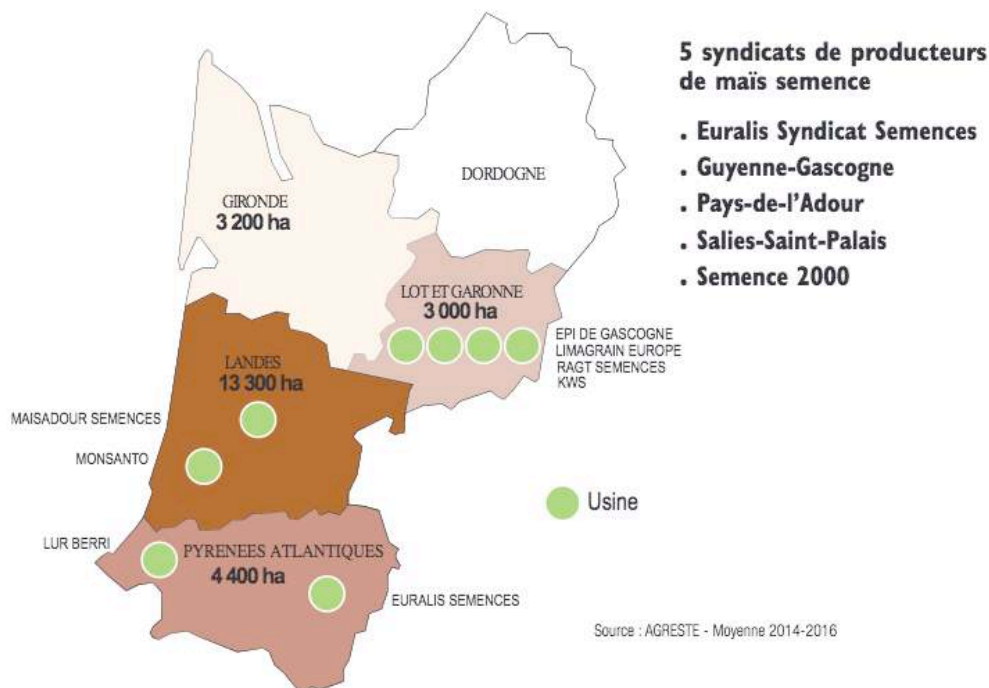 5 syndicats de producteurs
de maïs semence
. Euralis Syndicat Semences
. Guyenne-Gascogne
. Pays-de-l'Adour
. Salies-Saint-Palais
. Semence 2000
DORDOGNE
GIRONDE
3 200 ha
LOT ET GARONNE
3 000 ha
EPI DE GASCOGNE
LIMAGRAIN EUROPE
RAGT SEMENCES
KWS
LANDES
13 300 ha
MAISADOUR SEMENCES
MONSANTO
Usine
LUR BERRI
PYRENEES ATLANTIQUES
4 400 ha
EURALIS SEMENCES
Source : AGRESTE - Moyenne 2014-2016